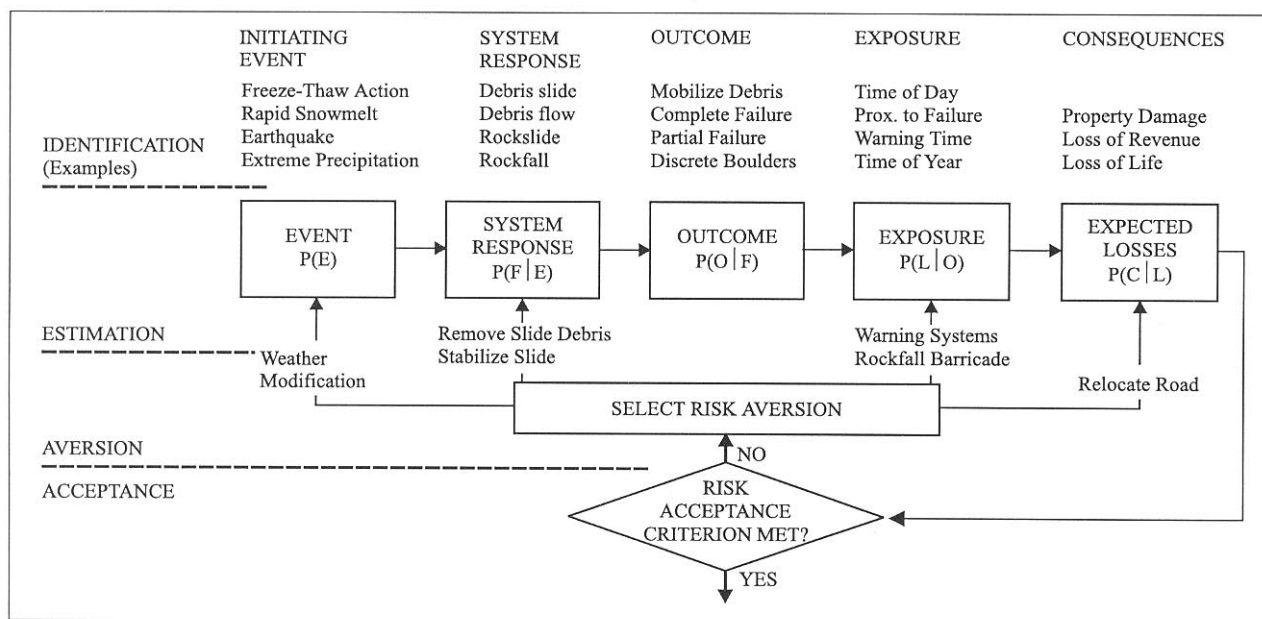 INITIATING EVENT
Freeze-Thaw Action
Rapid Snowmelt
Earthquake
Extreme Precipitation
SYSTEM RESPONSE
Debris slide
Debris flow
Rockslide
Rockfall
OUTCOME
Mobilize Debris
Complete Failure
Partial Failure
Discrete Boulders
EXPOSURE
Time of Day
Prox. to Failure
Warning Time
Time of Year
CONSEQUENCES
Property Damage
Loss of Revenue
Loss of Life
IDENTIFICATION
(Examples)
EVENT
P(E)
SYSTEM
RESPONSE
P(F|E)
OUTCOME
P(O|F)
EXPOSURE
P(L|O)
EXPECTED
LOSSES
P(C|L)
ESTIMATION
Weather
Modification
Remove Slide Debris
Stabilize Slide
Warning Systems
Rockfall Barricade
Relocate Road
SELECT RISK AVERSION
AVERSION
NO
ACCEPTANCE
RISK
ACCEPTANCE
CRITERION MET?
YES